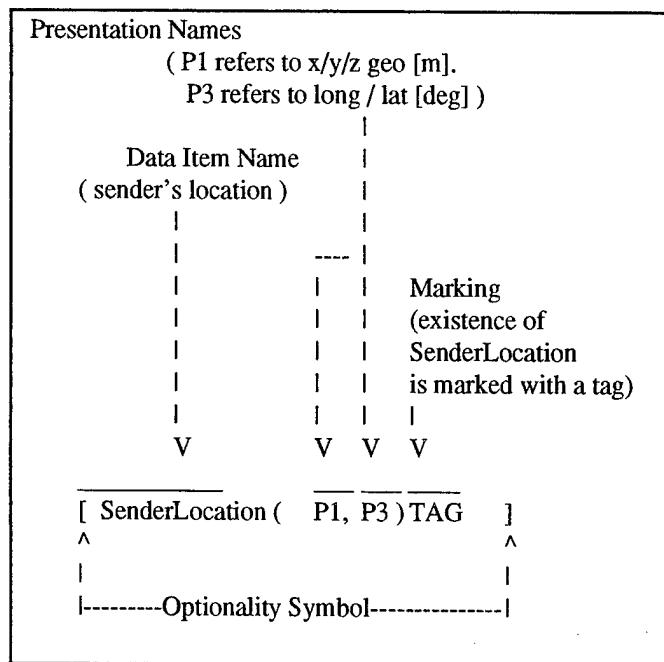 Presentation Names
( P1 refers to x/y/z geo [m].
P3 refers to long / lat [deg] )
|
Data Item Name |
( sender's location ) |
| |
| ---- |
| | | Marking
| | | (existence of
| | | SenderLocation
| | | is marked with a tag)
| | | |
V V V V
[ SenderLocation ( P1, P3 ) TAG ]
^ ^
| |
|---------Optionality Symbol---------------|